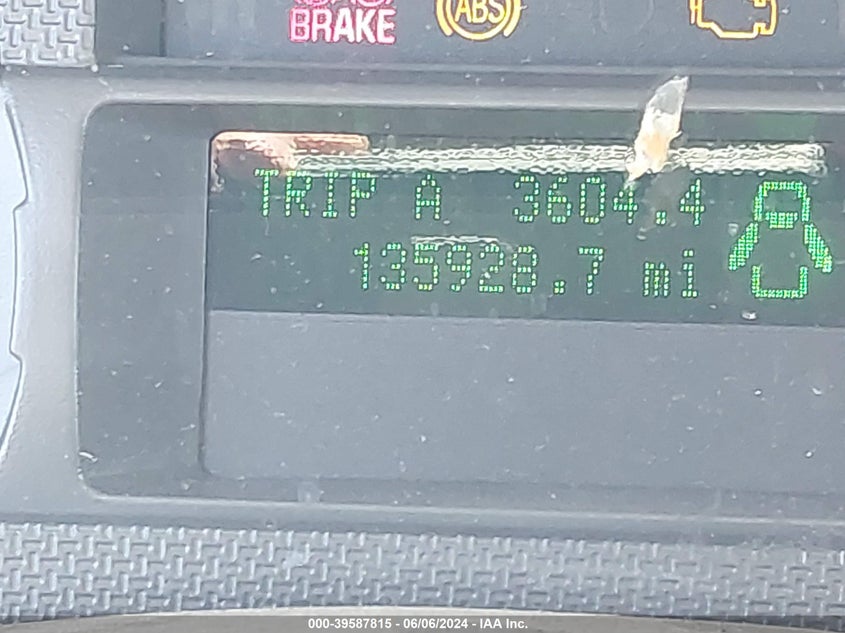 BRAKE ABS
TRIP A 3604.4
135928.7 mi
000-39587815 - 06/06/2024 - IAA Inc.